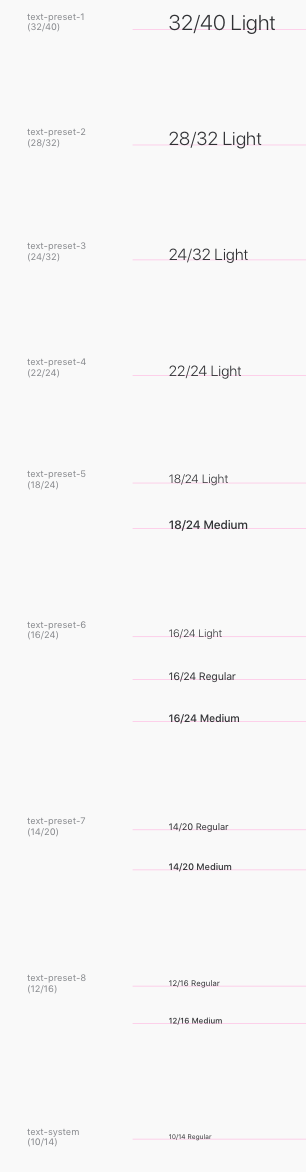 text-preset-1
(32/40)
32/40 Light
text-preset-2
(28/32)
28/32 Light
text-preset-3
(24/32)
24/32 Light
text-preset-4
(22/24)
22/24 Light
text-preset-5
(18/24)
18/24 Light
18/24 Medium
text-preset-6
(16/24)
16/24 Light
16/24 Regular
16/24 Medium
text-preset-7
(14/20)
14/20 Regular
14/20 Medium
text-preset-8
(12/16)
12/16 Regular
12/16 Medium
text-system
(10/14)
10/14 Regular